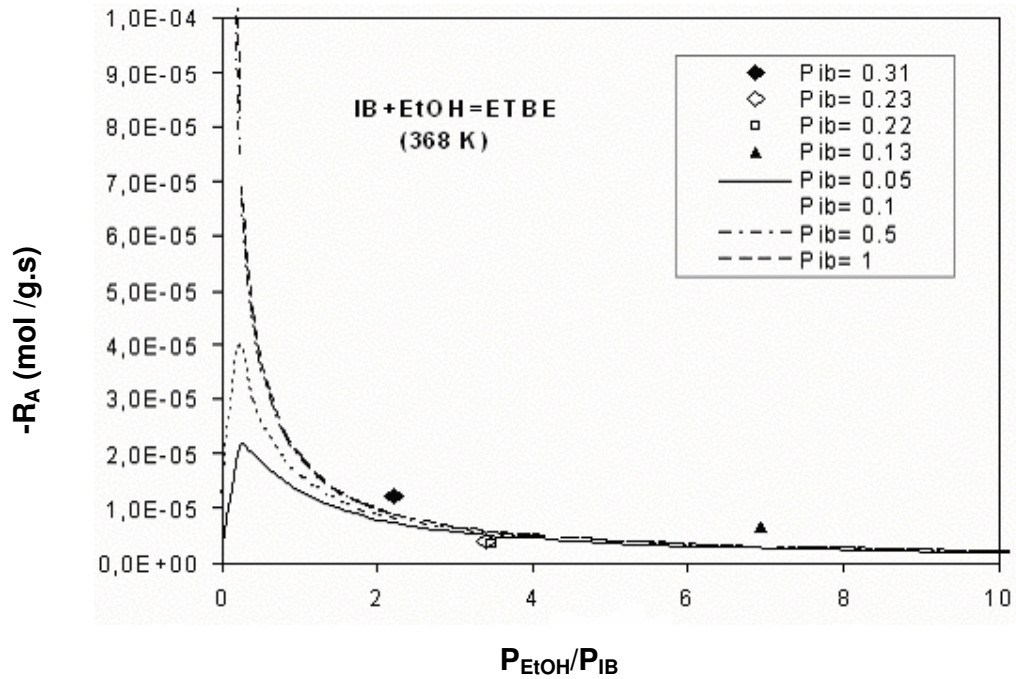 1,0E-04
9,0E-05
8,0E-05
7,0E-05
6,0E-05
5,0E-05
4,0E-05
3,0E-05
2,0E-05
1,0E-05
0,0E+00
-R_A (mol /g.s)
IB+EtOH=ETBE
(368 K)
Pib= 0.31
Pib= 0.23
Pib= 0.22
Pib= 0.13
Pib= 0.05
Pib= 0.1
Pib= 0.5
Pib= 1
0 2 4 6 8 10
P_EtOH/P_IB